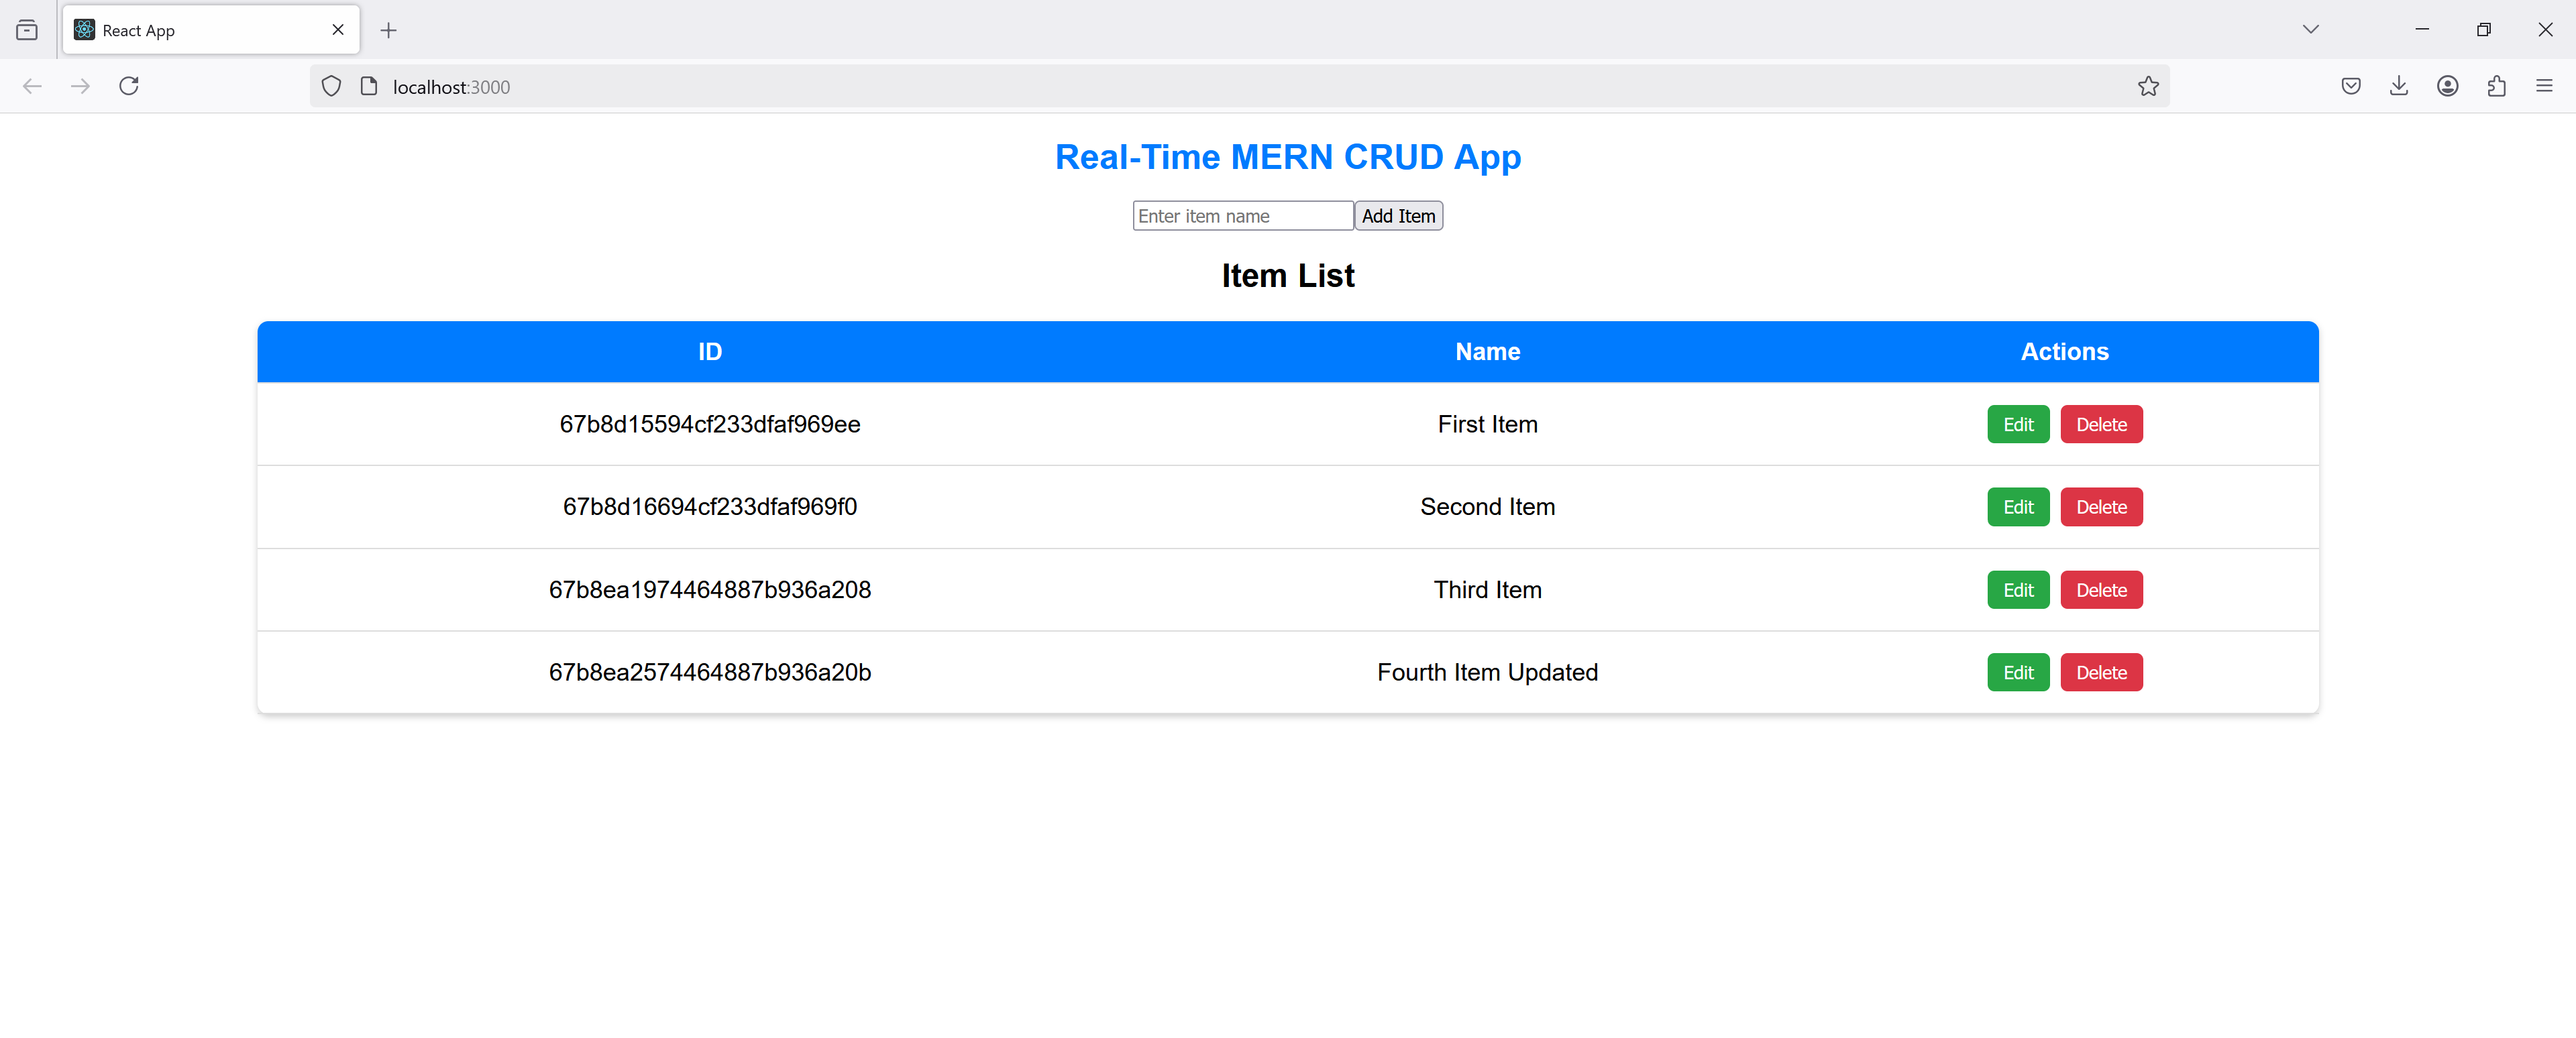 React App
localhost:3000
Real-Time MERN CRUD App
Enter item name Add Item
Item List
ID Name Actions
67b8d15594cf233dfaf969ee First Item Edit Delete
67b8d16694cf233dfaf969f0 Second Item Edit Delete
67b8ea1974464887b936a208 Third Item Edit Delete
67b8ea2574464887b936a20b Fourth Item Updated Edit Delete